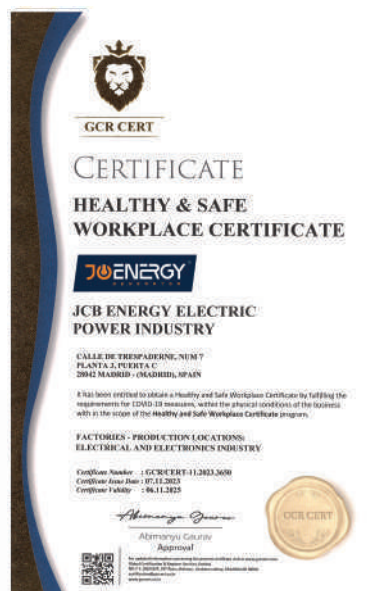 GCR CERT
CERTIFICATE
HEALTHY & SAFE
WORKPLACE CERTIFICATE
JCB ENERGY ELECTRIC
POWER INDUSTRY
CALLE DE TRESPADERNE, NUM 7
PLANTA 3, PUERTA C
28042 MADRID - (MADRID), SPAIN
It has been entitled to obtain a Healthy and Safe Workplace Certificate by fulfilling the
requirements for COVID-19 measures, within the physical conditions of the business
with in the scope of the Healthy and Safe Workplace Certificate program.
FACTORIES - PRODUCTION LOCATIONS:
ELECTRICAL AND ELECTRONICS INDUSTRY
Certificate Number : GCR/CERT-11.2023.3650
Certificate Issue Date : 07.11.2023
Certificate Validity : 06.11.2025
Abimanyu Gaurav
Abimanyu Gaurav
Approval
GCR CERT